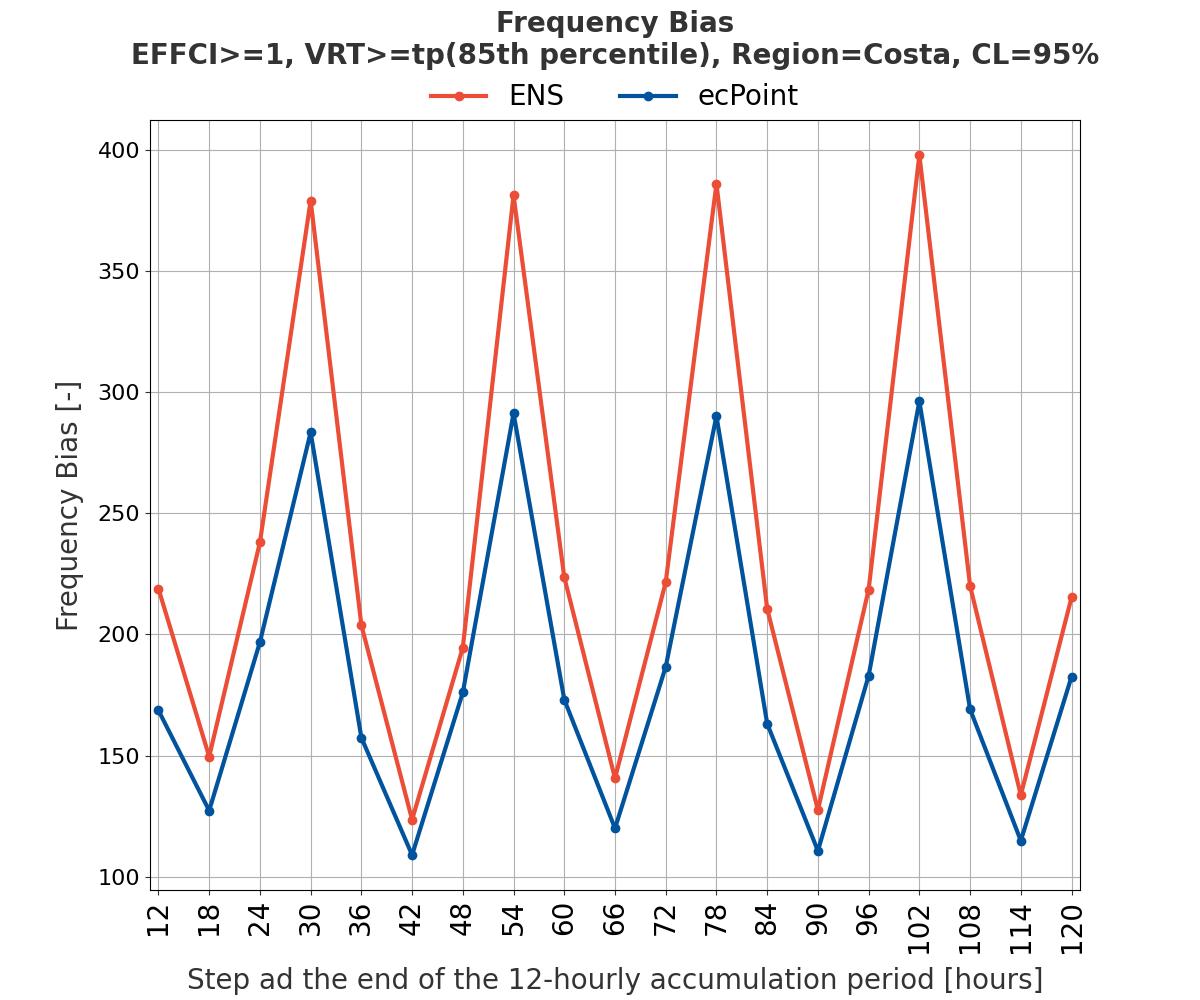 Frequency Bias
EFFCI>=1, VRT>=tp(85th percentile), Region=Costa, CL=95%
ENS ecPoint
400
350
300
250
200
150
100
Frequency Bias [-]
12 18 24 30 36 42 48 54 60 66 72 78 84 90 96 102 108 114 120
Step ad the end of the 12-hourly accumulation period [hours]